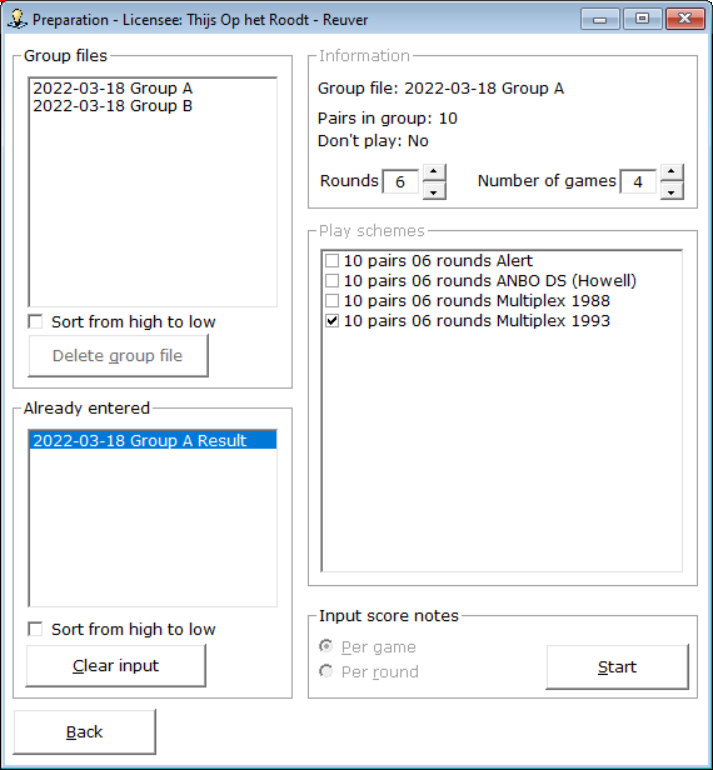 Preparation - Licensee: Thijs Op het Roodt - Reuver
Group files
2022-03-18 Group A
2022-03-18 Group B
Sort from high to low
Delete group file
Already entered
2022-03-18 Group A Result
Sort from high to low
Clear input
Back
Information
Group file: 2022-03-18 Group A
Pairs in group: 10
Don't play: No
Rounds 6 Number of games 4
Play schemes
10 pairs 06 rounds Alert
10 pairs 06 rounds ANBO DS (Howell)
10 pairs 06 rounds Multiplex 1988
10 pairs 06 rounds Multiplex 1993
Input score notes
Per game
Per round
Start